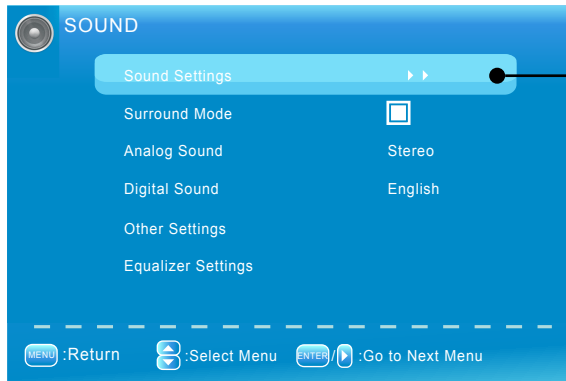 SOUND
Sound Settings
Surround Mode
Analog Sound Stereo
Digital Sound English
Other Settings
Equalizer Settings
MENU :Return :Select Menu ENTER / :Go to Next Menu